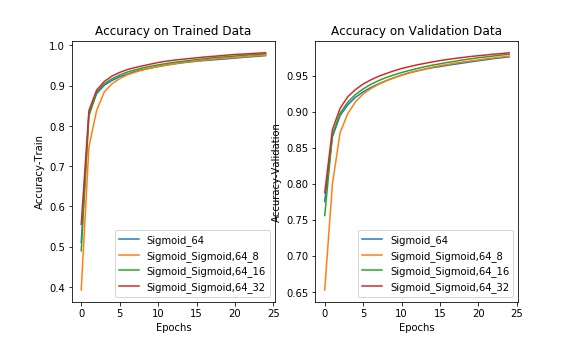 Accuracy on Trained Data
Accuracy-Train
1.0
0.9
0.8
0.7
0.6
0.5
0.4
Sigmoid_64
Sigmoid_Sigmoid,64_8
Sigmoid_Sigmoid,64_16
Sigmoid_Sigmoid,64_32
0 5 10 15 20 25
Epochs
Accuracy on Validation Data
Accuracy-Validation
0.95
0.90
0.85
0.80
0.75
0.70
0.65
Sigmoid_64
Sigmoid_Sigmoid,64_8
Sigmoid_Sigmoid,64_16
Sigmoid_Sigmoid,64_32
0 5 10 15 20 25
Epochs